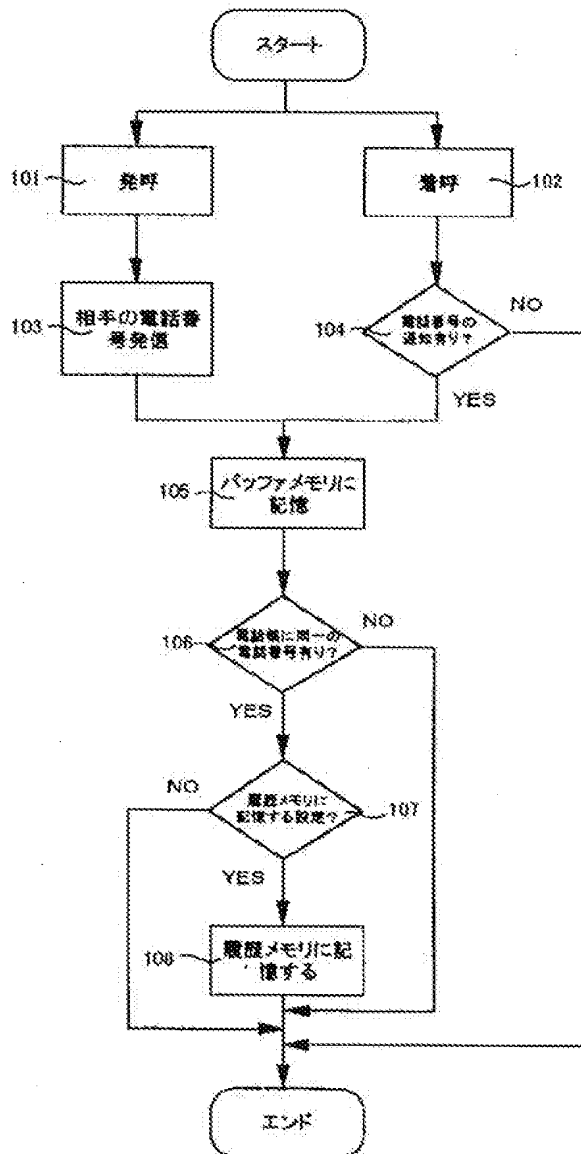 スタート
101
発呼
着呼
102
103
相手の電話番
号発信
104
電話番号の
通知有り?
NO
YES
105
バッファメモリに
記憶
106
電話帳に同一の
電話番号有り?
NO
YES
NO
履歴メモリに
記憶する設定?
107
YES
108
履歴メモリに記
憶する
エンド